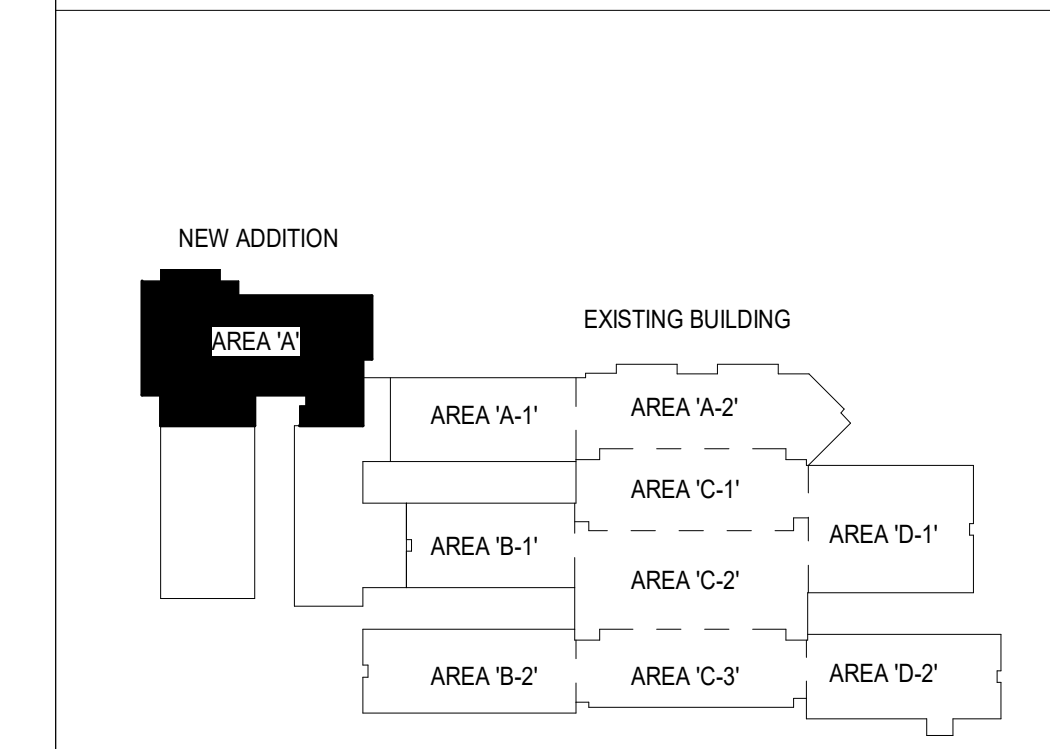 NEW ADDITION
EXISTING BUILDING
AREA 'A'
AREA 'A-1'
AREA 'A-2'
AREA 'C-1'
AREA 'D-1'
AREA 'B-1'
AREA 'C-2'
AREA 'B-2'
AREA 'C-3'
AREA 'D-2'